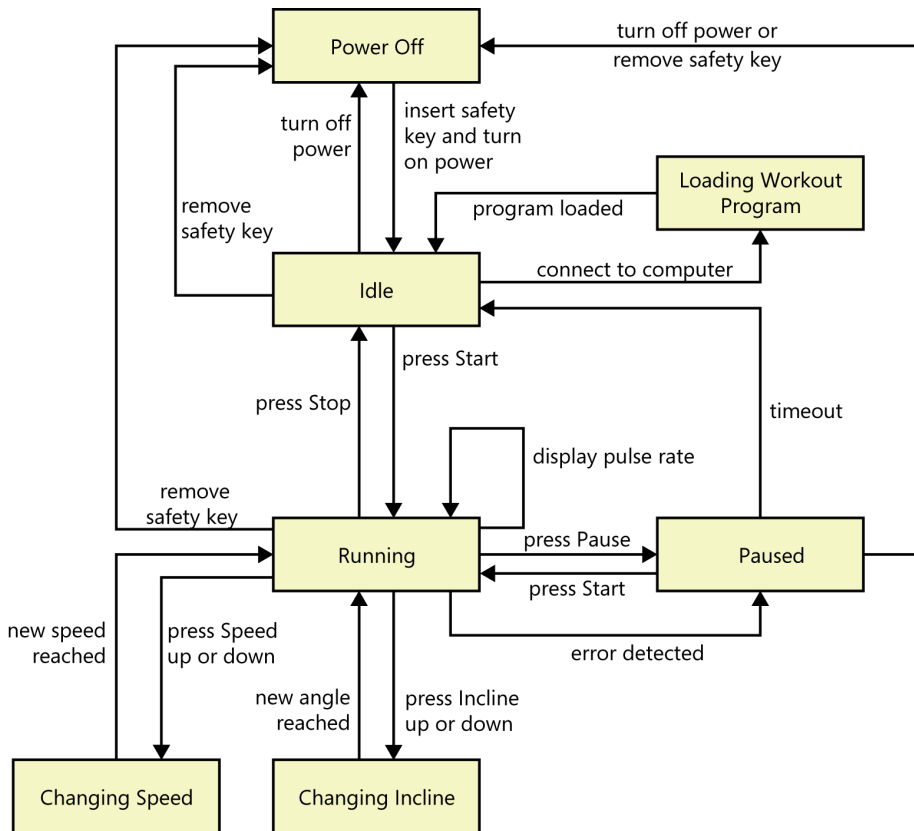 Power Off
turn off power or
remove safety key
turn off
power
insert safety
key and turn
on power
Loading Workout
Program
program loaded
remove
safety key
connect to computer
Idle
press Start
press Stop
timeout
display pulse rate
remove
safety key
Running
press Pause
press Start
Paused
new speed
reached
press Speed
up or down
error detected
new angle
reached
press Incline
up or down
Changing Speed
Changing Incline